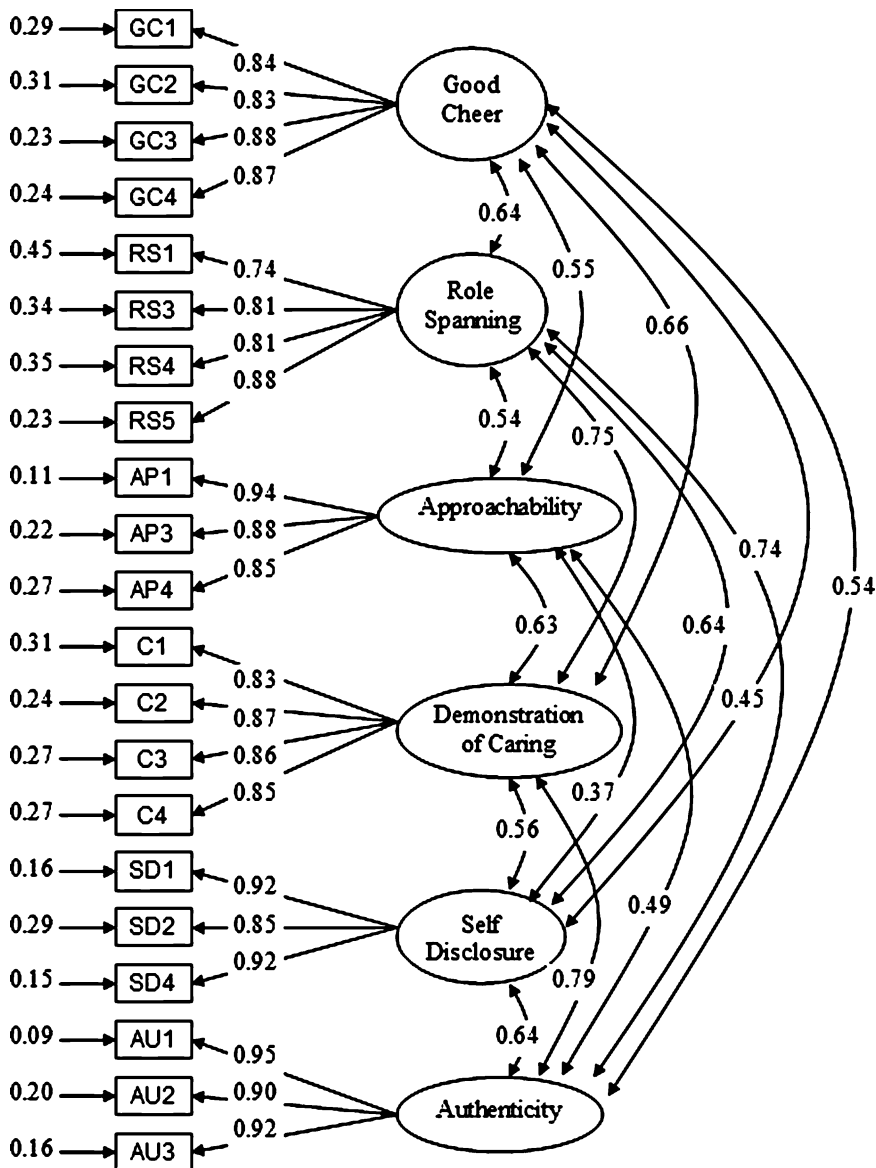 0.29 GC1
0.84
0.31 GC2
0.83
0.23 GC3
0.88
0.24 GC4
0.87
Good
Cheer
0.64
0.55
0.66
0.45 RS1
0.74
0.34 RS3
0.81
0.35 RS4
0.81
0.23 RS5
0.88
Role
Spanning
0.54
0.75
0.11 AP1
0.94
0.22 AP3
0.88
0.27 AP4
0.85
Approachability
0.74
0.54
0.63
0.64
0.45
0.31 C1
0.83
0.24 C2
0.87
0.27 C3
0.86
0.27 C4
0.85
Demonstration
of Caring
0.37
0.56
0.16 SD1
0.92
0.29 SD2
0.85
0.15 SD4
0.92
Self
Disclosure
0.49
0.79
0.64
0.09 AU1
0.95
0.20 AU2
0.90
0.16 AU3
0.92
Authenticity